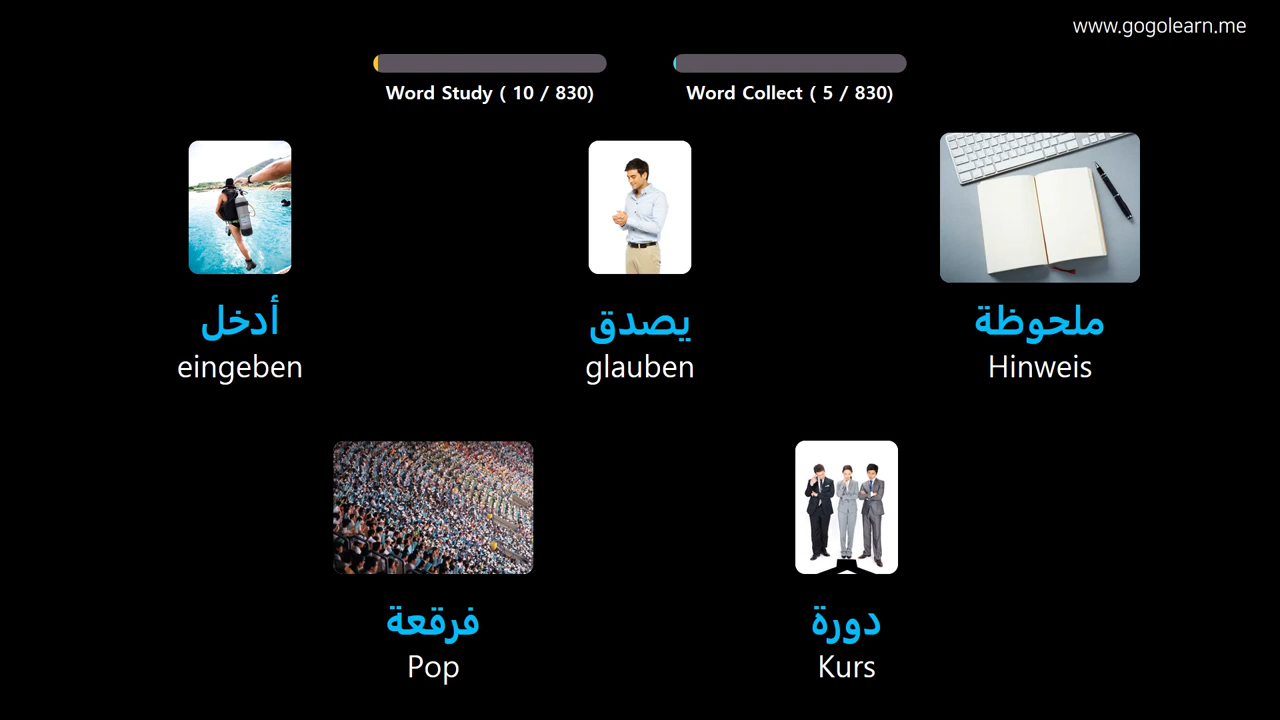 www.gogolearn.me
Word Study ( 10 / 830)
Word Collect ( 5 / 830)
أدخل
eingeben
يصدق
glauben
ملحوظة
Hinweis
فرقعة
Pop
دورة
Kurs